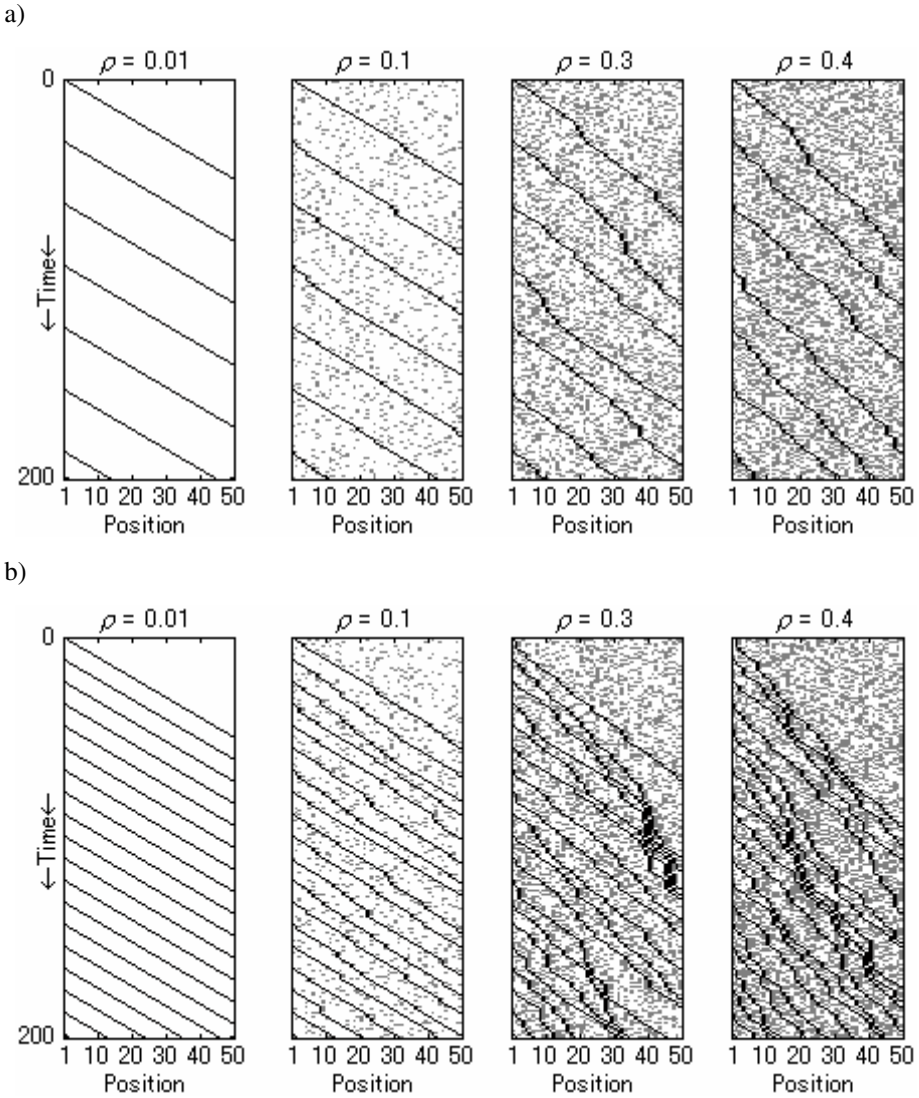 a)
ρ = 0.01 ρ = 0.1 ρ = 0.3 ρ = 0.4
0
←Time←
200
1 10 20 30 40 50 1 10 20 30 40 50 1 10 20 30 40 50 1 10 20 30 40 50
Position Position Position Position
b)
ρ = 0.01 ρ = 0.1 ρ = 0.3 ρ = 0.4
0
←Time←
200
1 10 20 30 40 50 1 10 20 30 40 50 1 10 20 30 40 50 1 10 20 30 40 50
Position Position Position Position